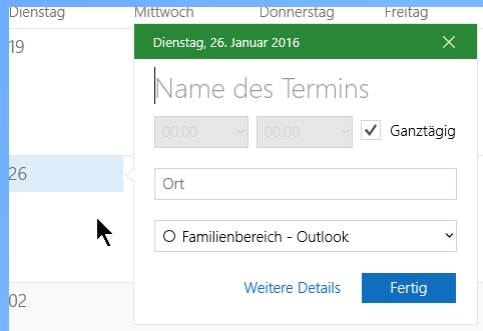 Dienstag Mittwoch Donnerstag Freitag
19
Dienstag, 26. Januar 2016
Name des Termins
00:00 00:00 Ganztägig
26
Ort
Familienbereich - Outlook
Weitere Details Fertig
02